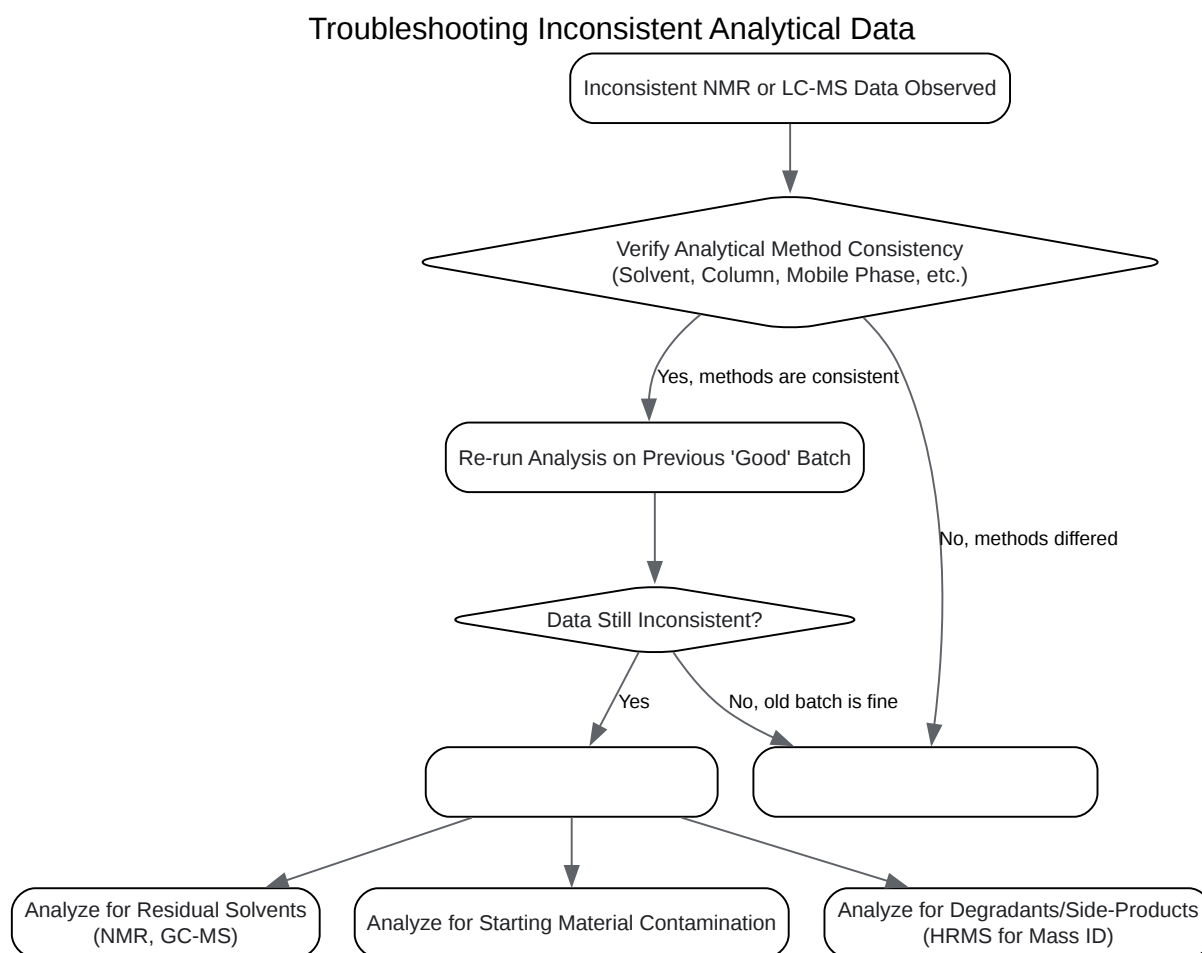 Troubleshooting Inconsistent Analytical Data
Inconsistent NMR or LC-MS Data Observed
Verify Analytical Method Consistency
(Solvent, Column, Mobile Phase, etc.)
Yes, methods are consistent
Re-run Analysis on Previous 'Good' Batch
No, methods differed
Data Still Inconsistent?
Yes
No, old batch is fine
Analyze for Residual Solvents
(NMR, GC-MS)
Analyze for Starting Material Contamination
Analyze for Degradants/Side-Products
(HRMS for Mass ID)